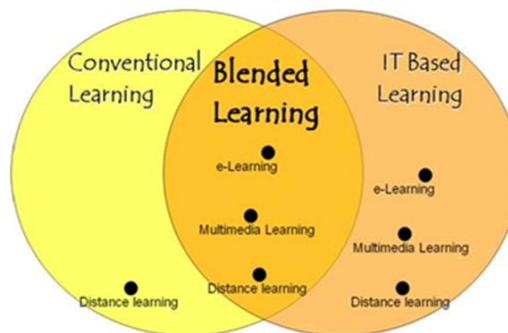 Conventional
Learning
Blended
Learning
IT Based
Learning
e-Learning
e-Learning
Multimedia Learning
Multimedia Learning
Distance learning
Distance learning
Distance learning